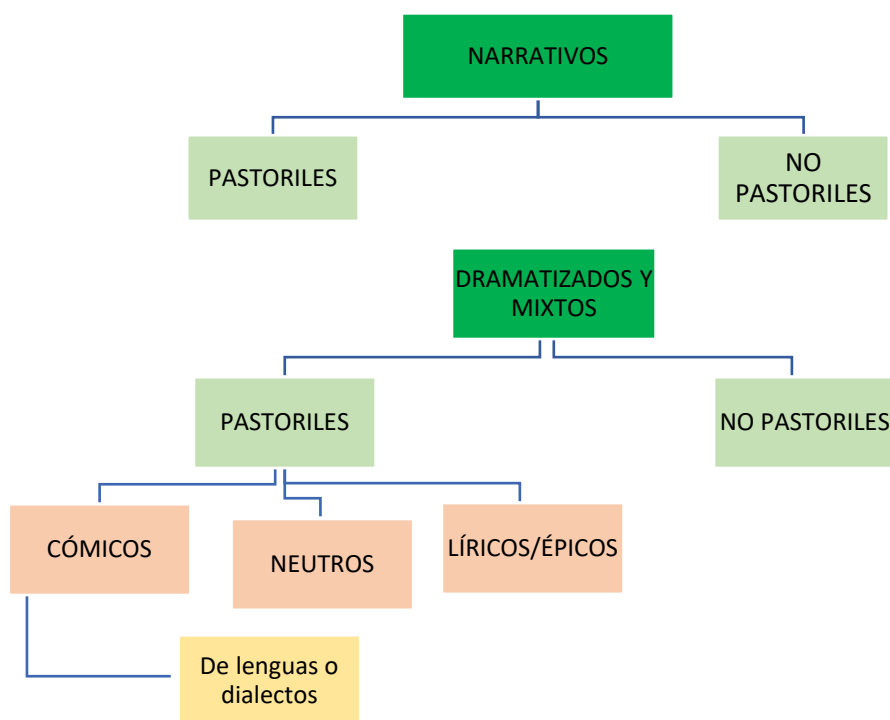 NARRATIVOS
PASTORILES
NO
PASTORILES
DRAMATIZADOS Y
MIXTOS
PASTORILES
NO PASTORILES
CÓMICOS
NEUTROS
LÍRICOS/ÉPICOS
De lenguas o
dialectos